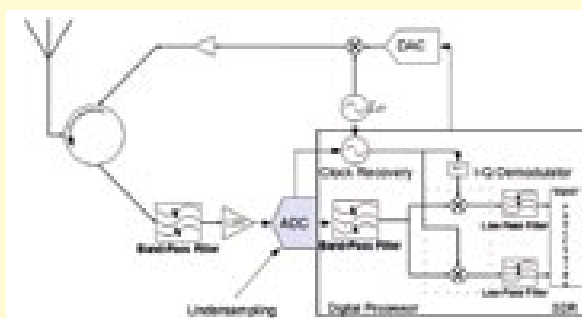 DAC
Clock Recovery
I-Q Demodulator
ADC
Band-Pass Filter
Band-Pass Filter
Low-Pass Filter
Low-Pass Filter
Undersampling
Digital Processor
SDR